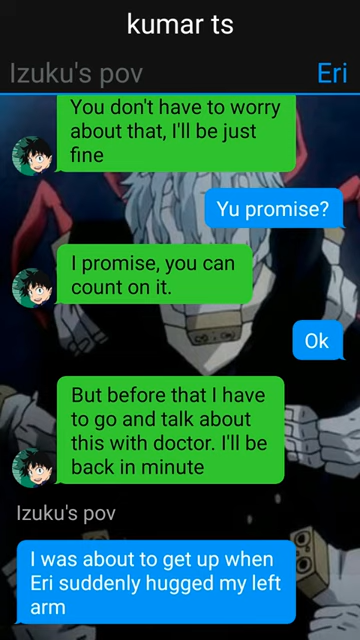 kumar ts
Izuku's pov Eri
You don't have to worry
about that, I'll be just
fine
Yu promise?
I promise, you can
count on it.
Ok
But before that I have
to go and talk about
this with doctor. I'll be
back in minute
Izuku's pov
I was about to get up when
Eri suddenly hugged my left
arm